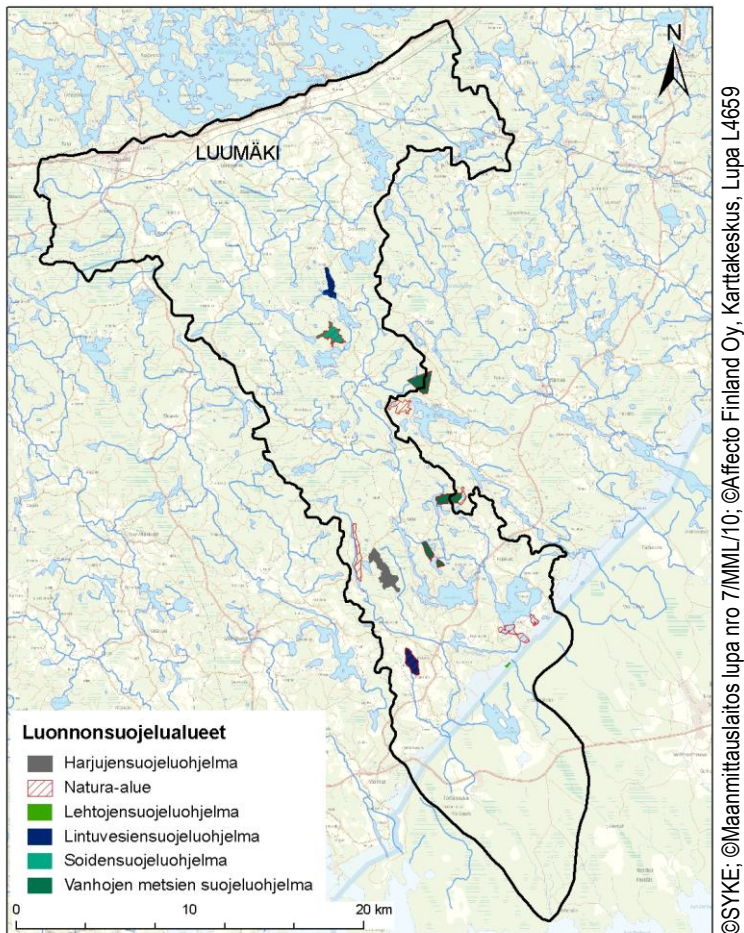 N
LUUMÄKI
Luonnonsuojelualueet
Harjujensuojeluohjelma
Natura-alue
Lehtojensuojeluohjelma
Lintuvesiensuojeluohjelma
Soidensuojeluohjelma
Vanhojen metsien suojeluohjelma
0 10 20 km
©SYKE; ©Maanmittauslaitos lupa nro 7/MML/10; ©Affecto Finland Oy, Karttakeskus, Lupa L4659